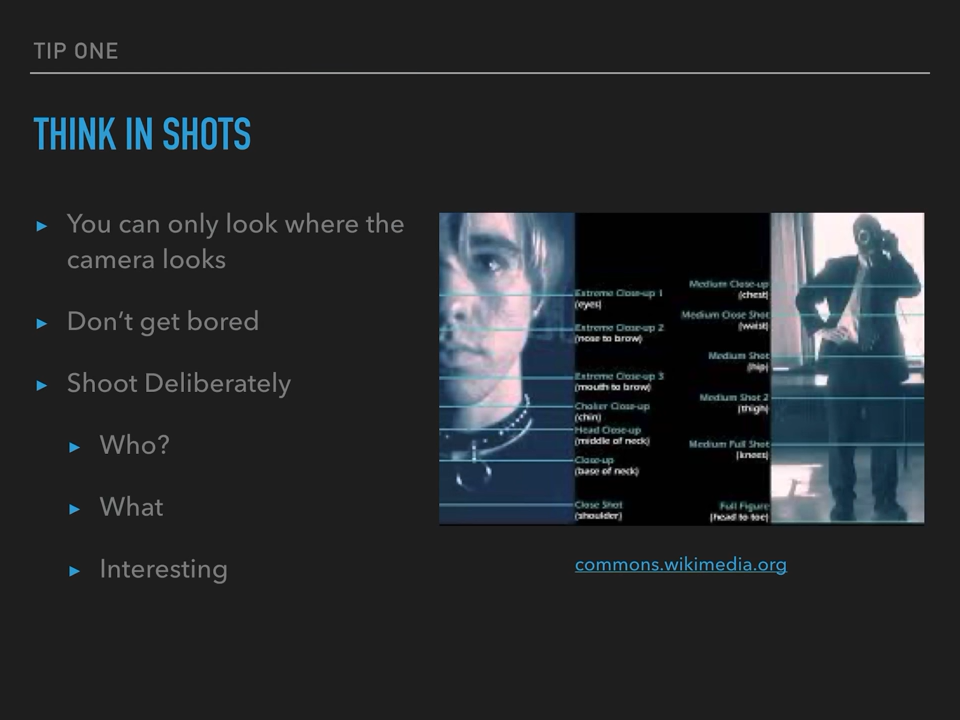 TIP ONE
THINK IN SHOTS
▸ You can only look where the
camera looks
▸ Don’t get bored
▸ Shoot Deliberately
▸ Who?
▸ What
▸ Interesting
Extreme Close-up 1
(eyes)
Extreme Close-up 2
(nose to brow)
Extreme Close-up 3
(mouth to brow)
Choker Close-up
(chin)
Head Close-up
(middle of neck)
Close-up
(base of neck)
Close Shot
(shoulder)
Medium Close-up
(chest)
Medium Close Shot
(waist)
Medium Shot
(hip)
Medium Shot 2
(thigh)
Medium Full Shot
(knees)
Full Figure
(head to toe)
commons.wikimedia.org